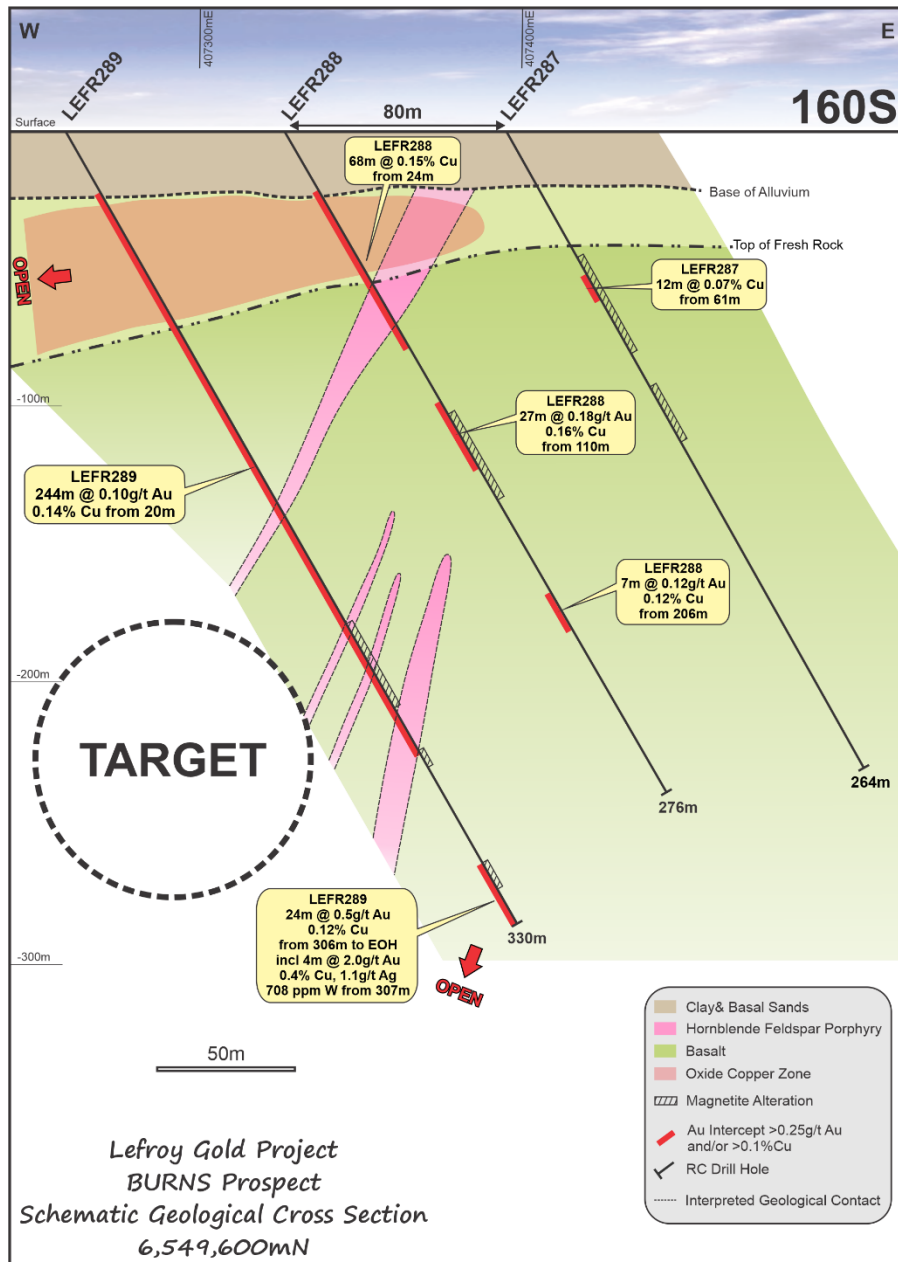 W
E
407300mE
407400mE
LEFR289
LEFR288
LEFR287
160S
Surface
80m
LEFR288
68m @ 0.15% Cu
from 24m
Base of Alluvium
Top of Fresh Rock
OPEN
LEFR287
12m @ 0.07% Cu
from 61m
-100m
LEFR288
27m @ 0.18g/t Au
0.16% Cu
from 110m
LEFR289
244m @ 0.10g/t Au
0.14% Cu from 20m
LEFR288
7m @ 0.12g/t Au
0.12% Cu
from 206m
-200m
TARGET
264m
276m
LEFR289
24m @ 0.5g/t Au
0.12% Cu
from 306m to EOH
incl 4m @ 2.0g/t Au
0.4% Cu, 1.1g/t Ag
708 ppm W from 307m
330m
-300m
OPEN
50m
Clay& Basal Sands
Hornblende Feldspar Porphyry
Basalt
Oxide Copper Zone
Magnetite Alteration
Au Intercept >0.25g/t Au
and/or >0.1%Cu
RC Drill Hole
Interpreted Geological Contact
Lefroy Gold Project
BURNS Prospect
Schematic Geological Cross Section
6,549,600mN